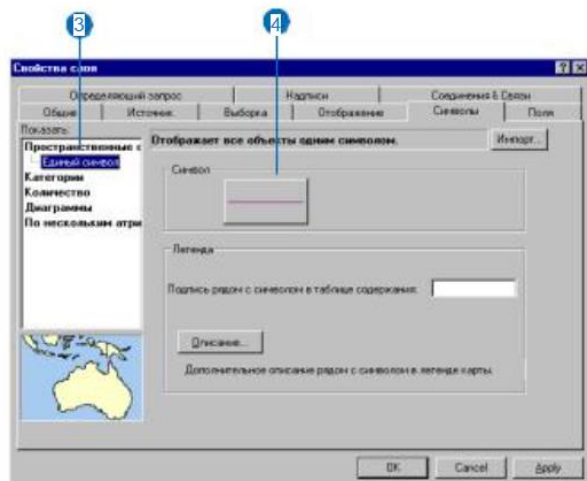 3 4
Свойства слоя
Определяющий запрос Надписи Соединения & Связи
Общие Источник Выборка Отображение Символы Поля
Показать:
Пространственные о
Единый символ
Категории
Количество
Диаграммы
По нескольким атри
Отображает все объекты одним символом.
Импорт...
Символ
Легенда
Подпись рядом с символом в таблице содержания:
Описание...
Дополнительное описание рядом с символом в легенде карты.
OK Cancel Apply